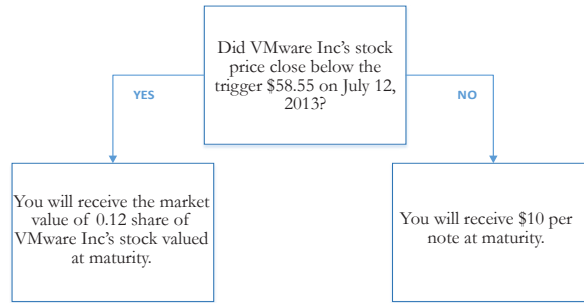 Did VMware Inc's stock
price close below the
trigger $58.55 on July 12,
2013?
YES
NO
You will receive the market
value of 0.12 share of
VMware Inc's stock valued
at maturity.
You will receive $10 per
note at maturity.